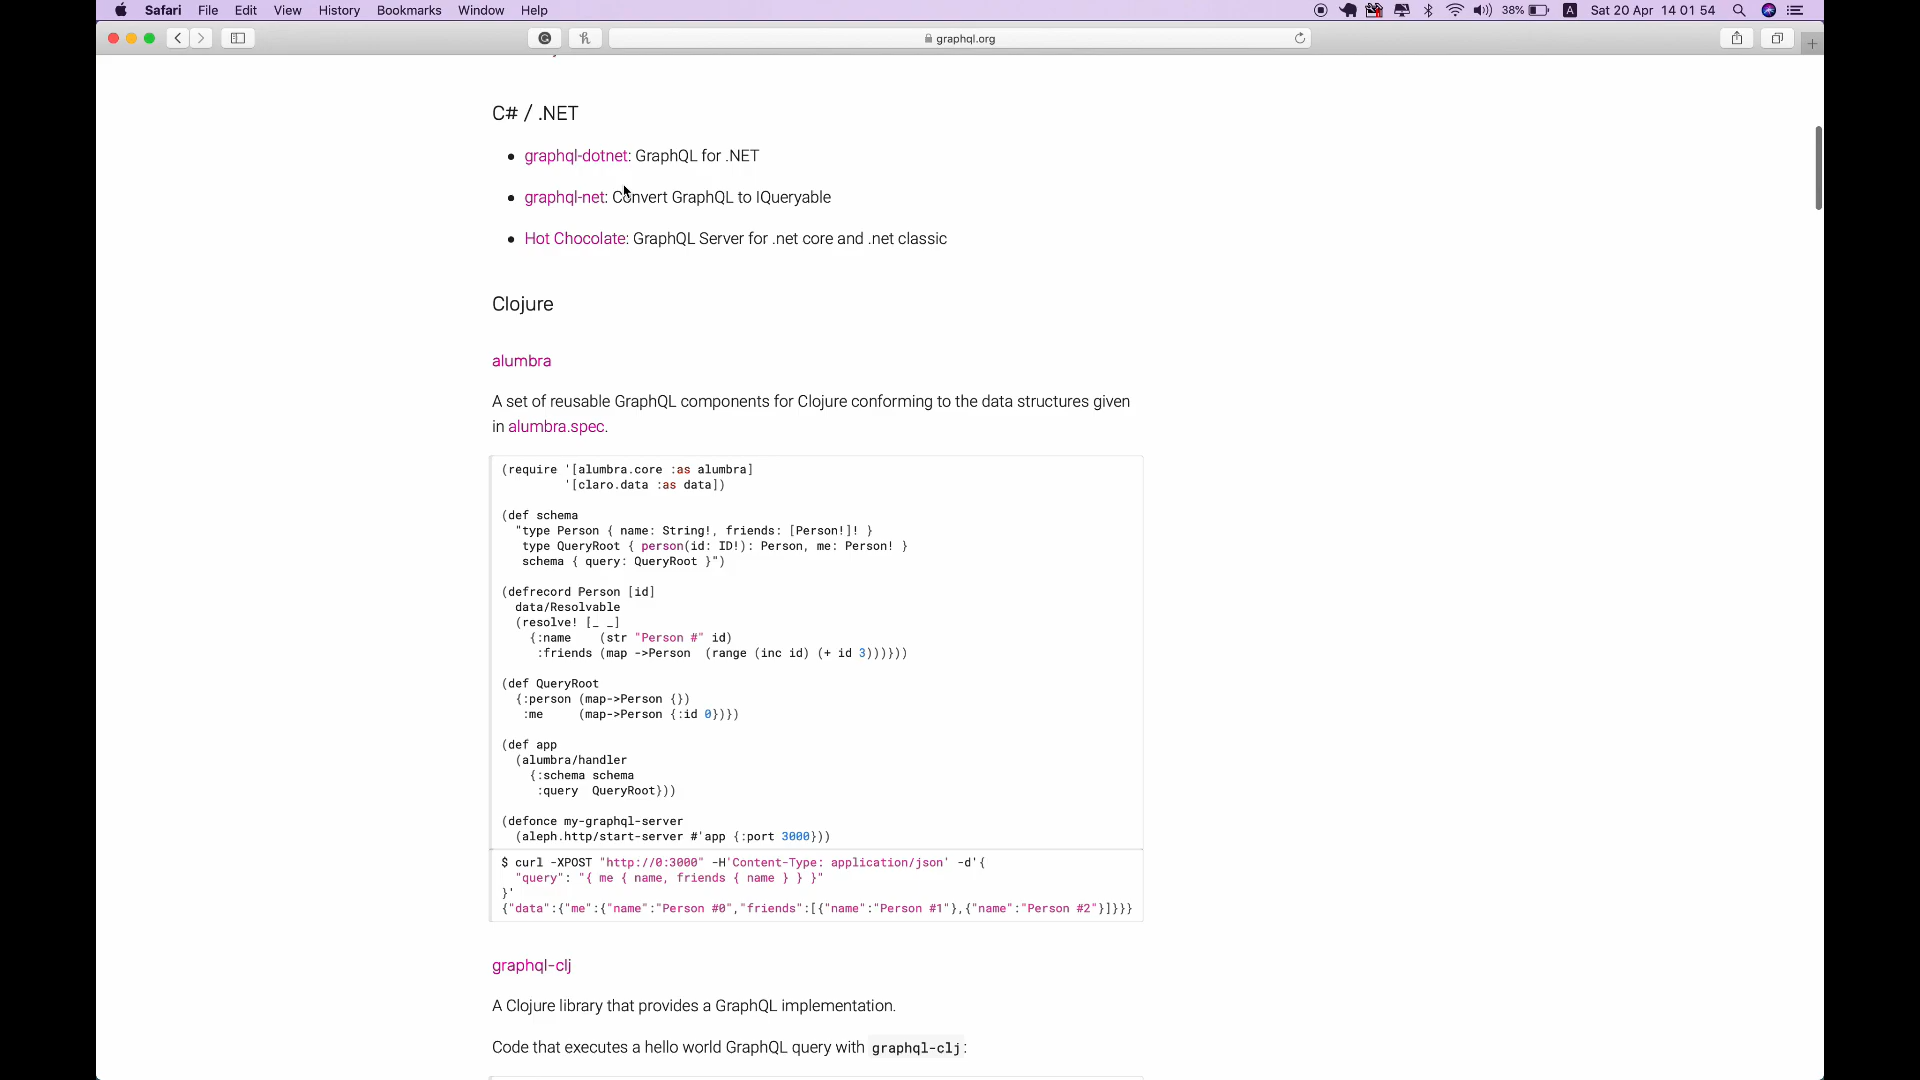 Safari File Edit View History Bookmarks Window Help
38% A Sat 20 Apr 14 01 54
graphql.org
C# / .NET
graphql-dotnet: GraphQL for .NET
graphql-net: Convert GraphQL to IQueryable
Hot Chocolate: GraphQL Server for .net core and .net classic
Clojure
alumbra
A set of reusable GraphQL components for Clojure conforming to the data structures given
in alumbra.spec.
(require '[alumbra.core :as alumbra]
'[claro.data :as data])
(def schema
"type Person { name: String!, friends: [Person!]! }
type QueryRoot { person(id: ID!): Person, me: Person! }
schema { query: QueryRoot }")
(defrecord Person [id]
data/Resolvable
(resolve! [_ _]
{:name (str "Person #" id)
:friends (map ->Person (range (inc id) (+ id 3)))}))
(def QueryRoot
{:person (map->Person {})
:me (map->Person {:id 0})})
(def app
(alumbra/handler
{:schema schema
:query QueryRoot}))
(defonce my-graphql-server
(aleph.http/start-server #'app {:port 3000}))
$ curl -XPOST "http://0:3000" -H'Content-Type: application/json' -d'{
"query": "{ me { name, friends { name } } }"
}'
{"data":{"me":{"name":"Person #0","friends":[{"name":"Person #1"},{"name":"Person #2"}]}}}
graphql-clj
A Clojure library that provides a GraphQL implementation.
Code that executes a hello world GraphQL query with graphql-clj: